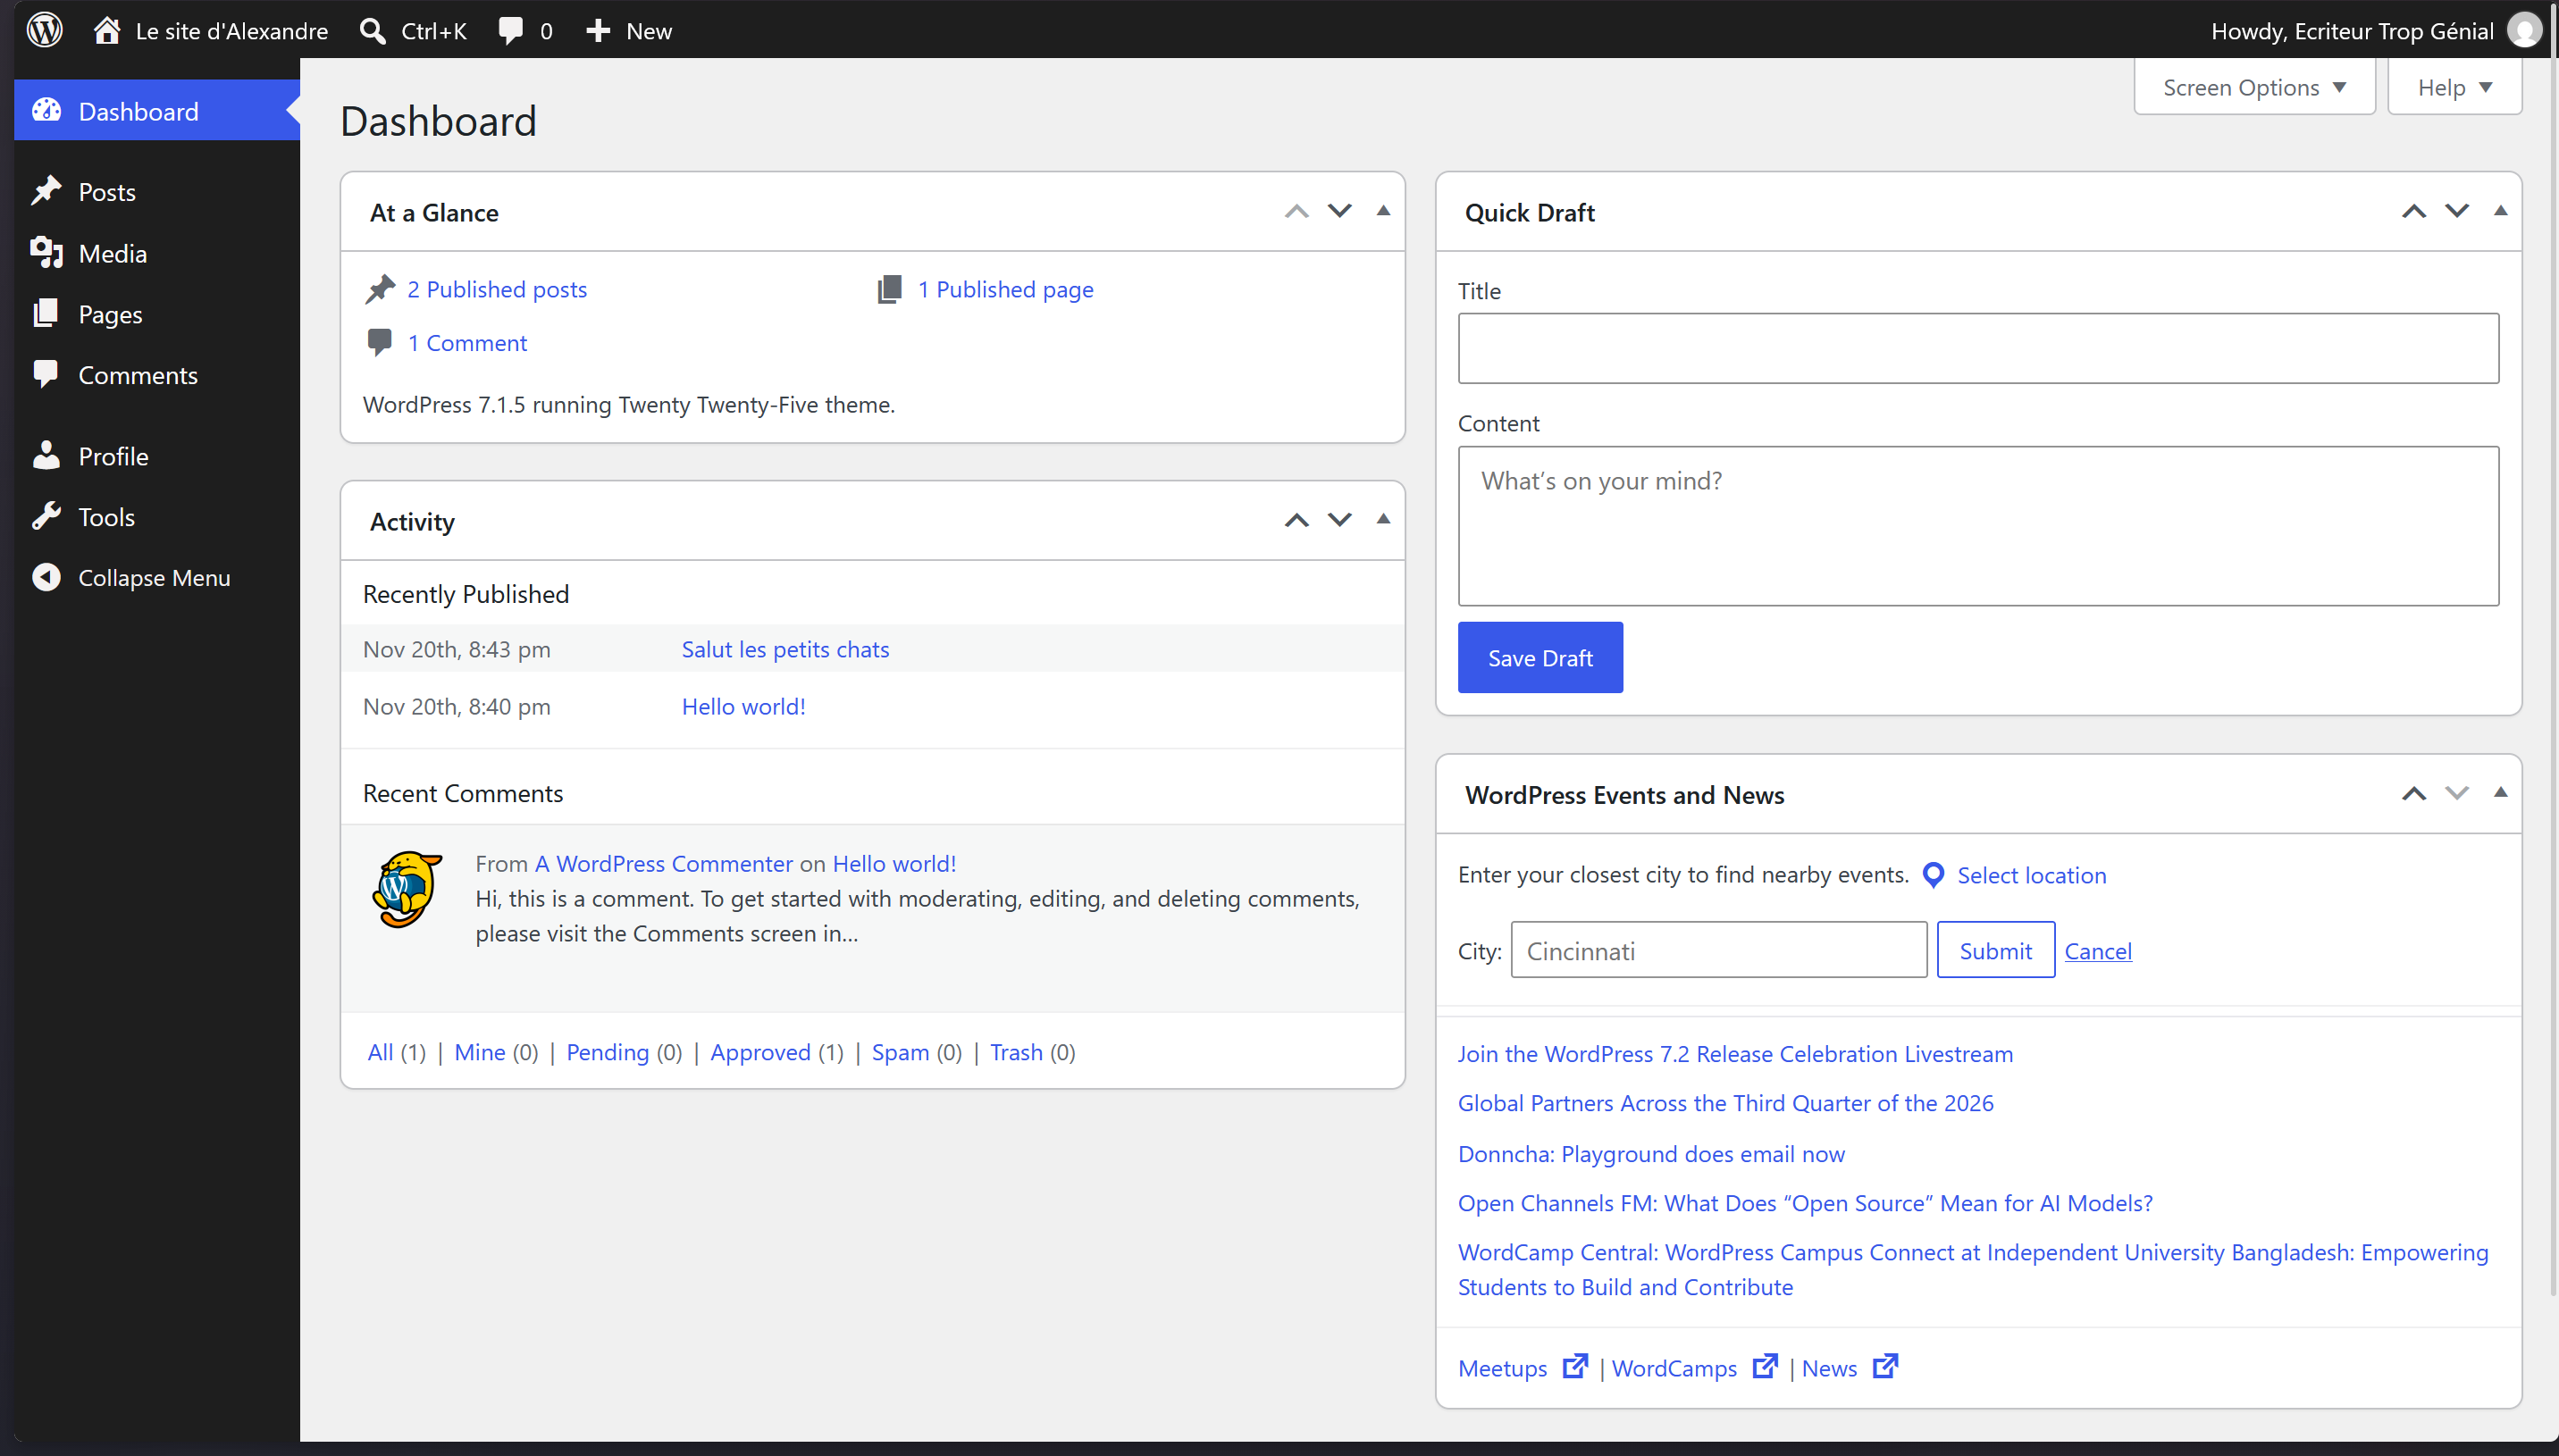 Le site d'Alexandre
Ctrl+K
0
New
Howdy, Ecriteur Trop Génial
Dashboard
Posts
Media
Pages
Comments
Profile
Tools
Collapse Menu
Screen Options
Help
Dashboard
At a Glance
2 Published posts
1 Published page
1 Comment
WordPress 7.1.5 running Twenty Twenty-Five theme.
Activity
Recently Published
Nov 20th, 8:43 pm Salut les petits chats
Nov 20th, 8:40 pm Hello world!
Recent Comments
From A WordPress Commenter on Hello world!
Hi, this is a comment. To get started with moderating, editing, and deleting comments,
please visit the Comments screen in…
All (1) | Mine (0) | Pending (0) | Approved (1) | Spam (0) | Trash (0)
Quick Draft
Title
Content
What’s on your mind?
Save Draft
WordPress Events and News
Enter your closest city to find nearby events. Select location
City: Cincinnati Submit Cancel
Join the WordPress 7.2 Release Celebration Livestream
Global Partners Across the Third Quarter of the 2026
Donncha: Playground does email now
Open Channels FM: What Does “Open Source” Mean for AI Models?
WordCamp Central: WordPress Campus Connect at Independent University Bangladesh: Empowering
Students to Build and Contribute
Meetups | WordCamps | News